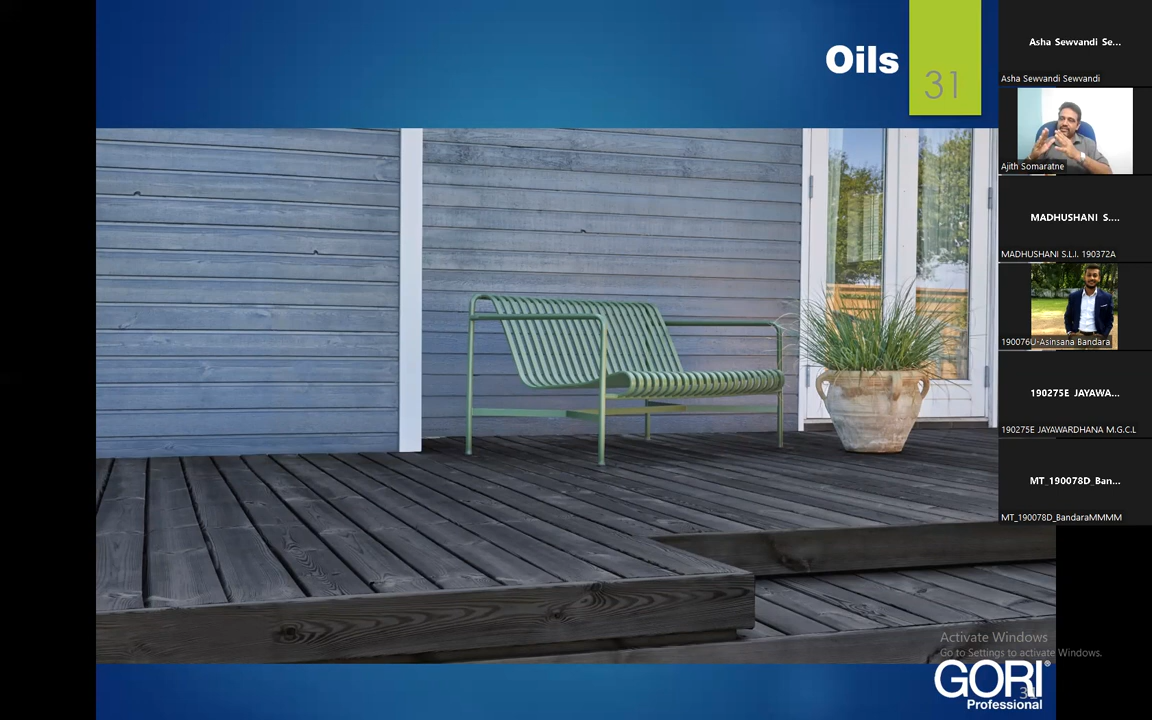 Oils
31
Asha Sewvandi Se...
Asha Sewvandi Sewvandi
Ajith Somaratne
MADHUSHANI S....
MADHUSHANI S.L.I. 190372A
190076U-Asinsana Bandara
190275E JAYAWA...
190275E JAYAWARDHANA M.G.C.L
MT_190078D_Ban...
MT_190078D_BandaraMMMM
Activate Windows
Go to Settings to activate Windows.
GORI®
Professional